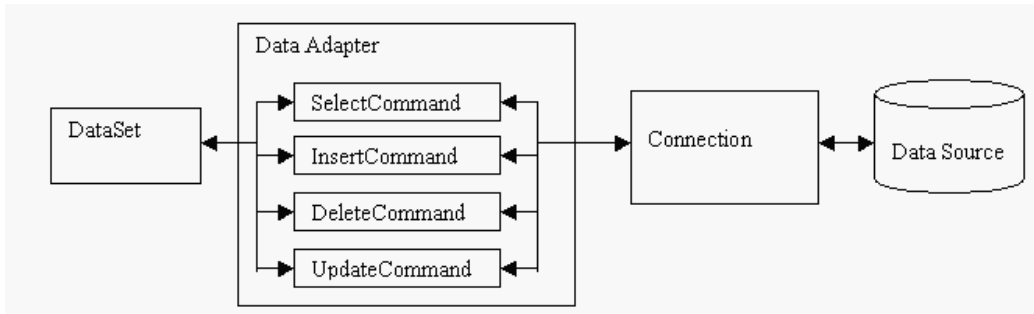 Data Adapter
SelectCommand
DataSet
InsertCommand
Connection
Data Source
DeleteCommand
UpdateCommand